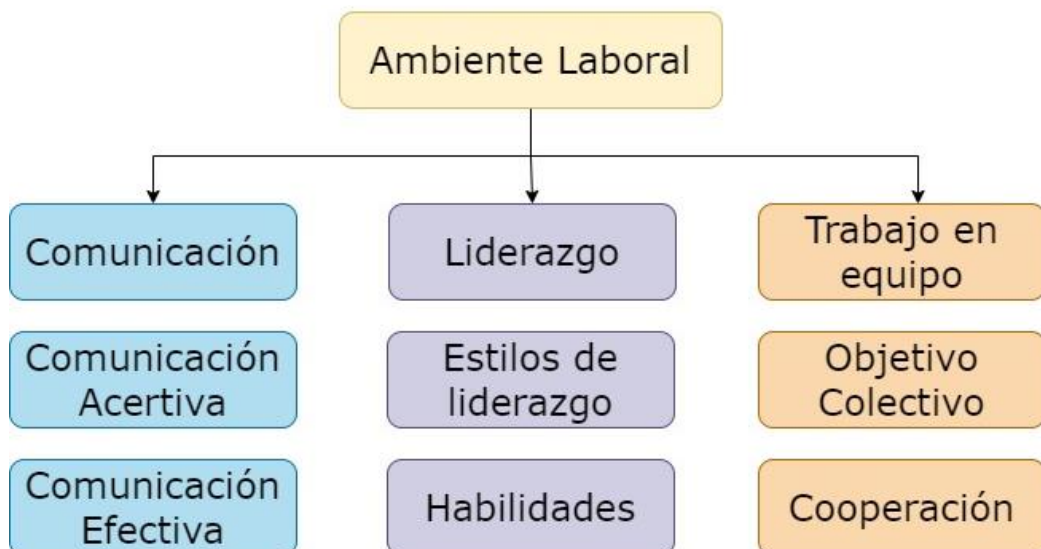 Ambiente Laboral
Comunicación
Liderazgo
Trabajo en
equipo
Comunicación
Acertiva
Estilos de
liderazgo
Objetivo
Colectivo
Comunicación
Efectiva
Habilidades
Cooperación